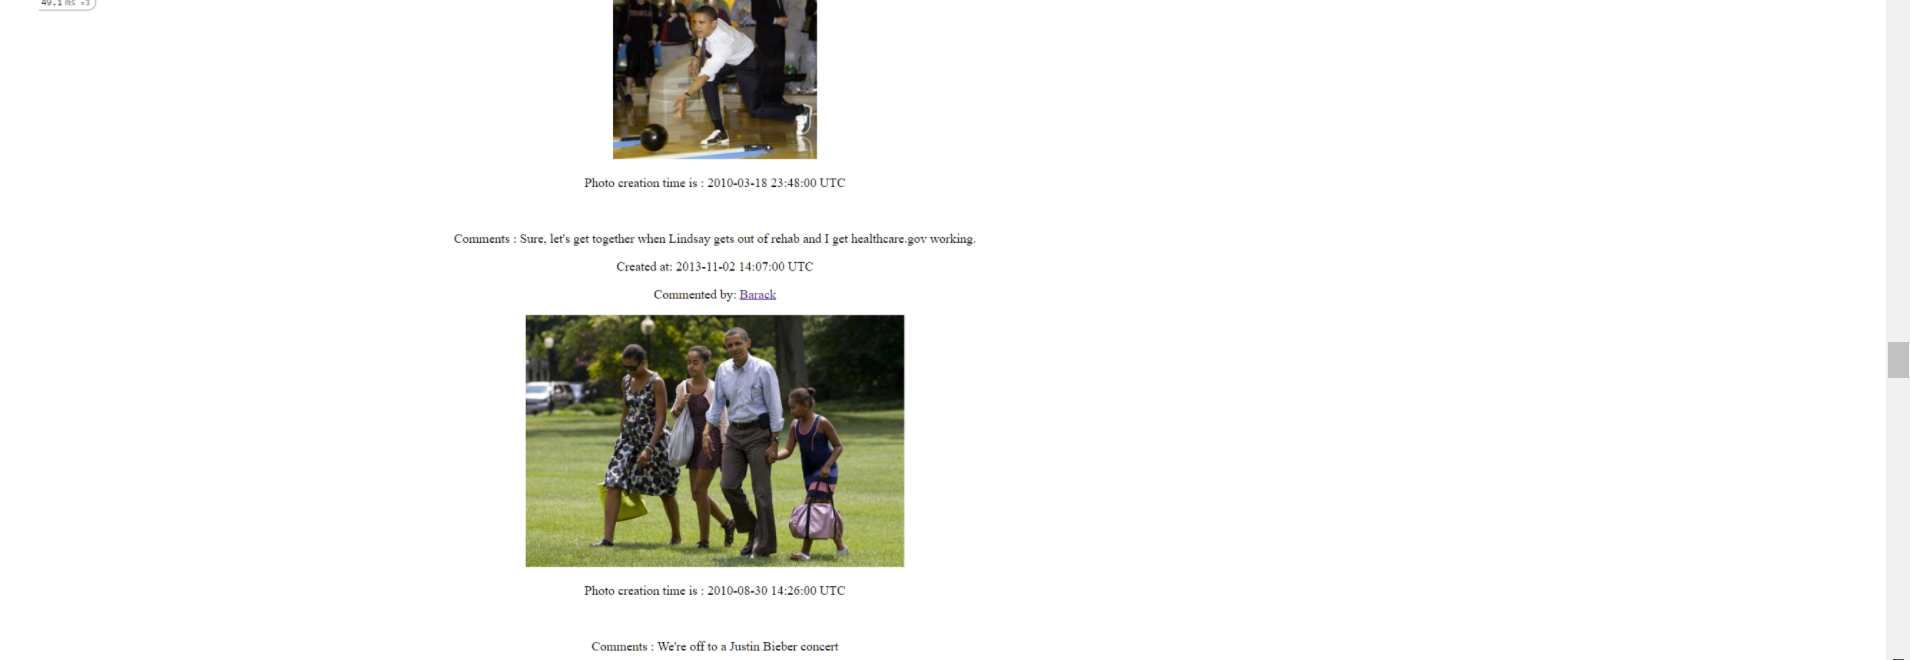 49.1 ms ×3
Photo creation time is : 2010-03-18 23:48:00 UTC
Comments : Sure, let's get together when Lindsay gets out of rehab and I get healthcare.gov working.
Created at: 2013-11-02 14:07:00 UTC
Commented by: Barack
Photo creation time is : 2010-08-30 14:26:00 UTC
Comments : We're off to a Justin Bieber concert